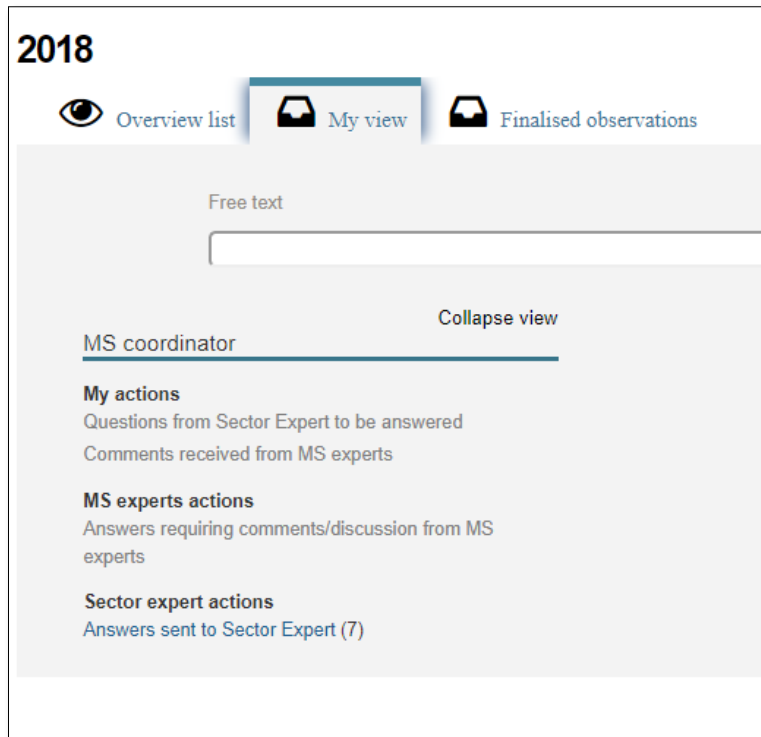 2018
Overview list My view Finalised observations
Free text
Collapse view
MS coordinator
My actions
Questions from Sector Expert to be answered
Comments received from MS experts
MS experts actions
Answers requiring comments/discussion from MS
experts
Sector expert actions
Answers sent to Sector Expert (7)